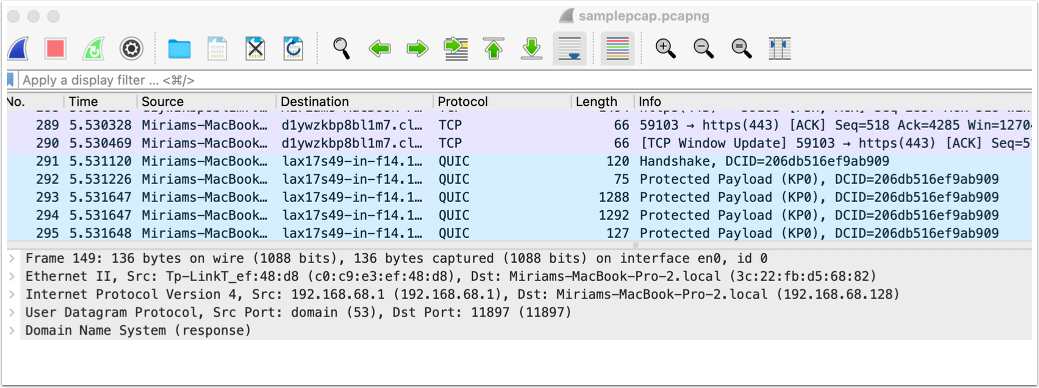 samplepcap.pcapng
Apply a display filter ... <⌘/>
No. Time Source Destination Protocol Length Info
289 5.530328 Miriams-MacBook… d1ywzkbp8bl1m7.cl… TCP 66 59103 → https(443) [ACK] Seq=518 Ack=4285 Win=12704
290 5.530469 Miriams-MacBook… d1ywzkbp8bl1m7.cl… TCP 66 [TCP Window Update] 59103 → https(443) [ACK] Seq=5
291 5.531120 Miriams-MacBook… lax17s49-in-f14.1… QUIC 120 Handshake, DCID=206db516ef9ab909
292 5.531226 Miriams-MacBook… lax17s49-in-f14.1… QUIC 75 Protected Payload (KP0), DCID=206db516ef9ab909
293 5.531647 Miriams-MacBook… lax17s49-in-f14.1… QUIC 1288 Protected Payload (KP0), DCID=206db516ef9ab909
294 5.531647 Miriams-MacBook… lax17s49-in-f14.1… QUIC 1292 Protected Payload (KP0), DCID=206db516ef9ab909
295 5.531648 Miriams-MacBook… lax17s49-in-f14.1… QUIC 127 Protected Payload (KP0), DCID=206db516ef9ab909
Frame 149: 136 bytes on wire (1088 bits), 136 bytes captured (1088 bits) on interface en0, id 0
Ethernet II, Src: Tp-LinkT_ef:48:d8 (c0:c9:e3:ef:48:d8), Dst: Miriams-MacBook-Pro-2.local (3c:22:fb:d5:68:82)
Internet Protocol Version 4, Src: 192.168.68.1 (192.168.68.1), Dst: Miriams-MacBook-Pro-2.local (192.168.68.128)
User Datagram Protocol, Src Port: domain (53), Dst Port: 11897 (11897)
Domain Name System (response)